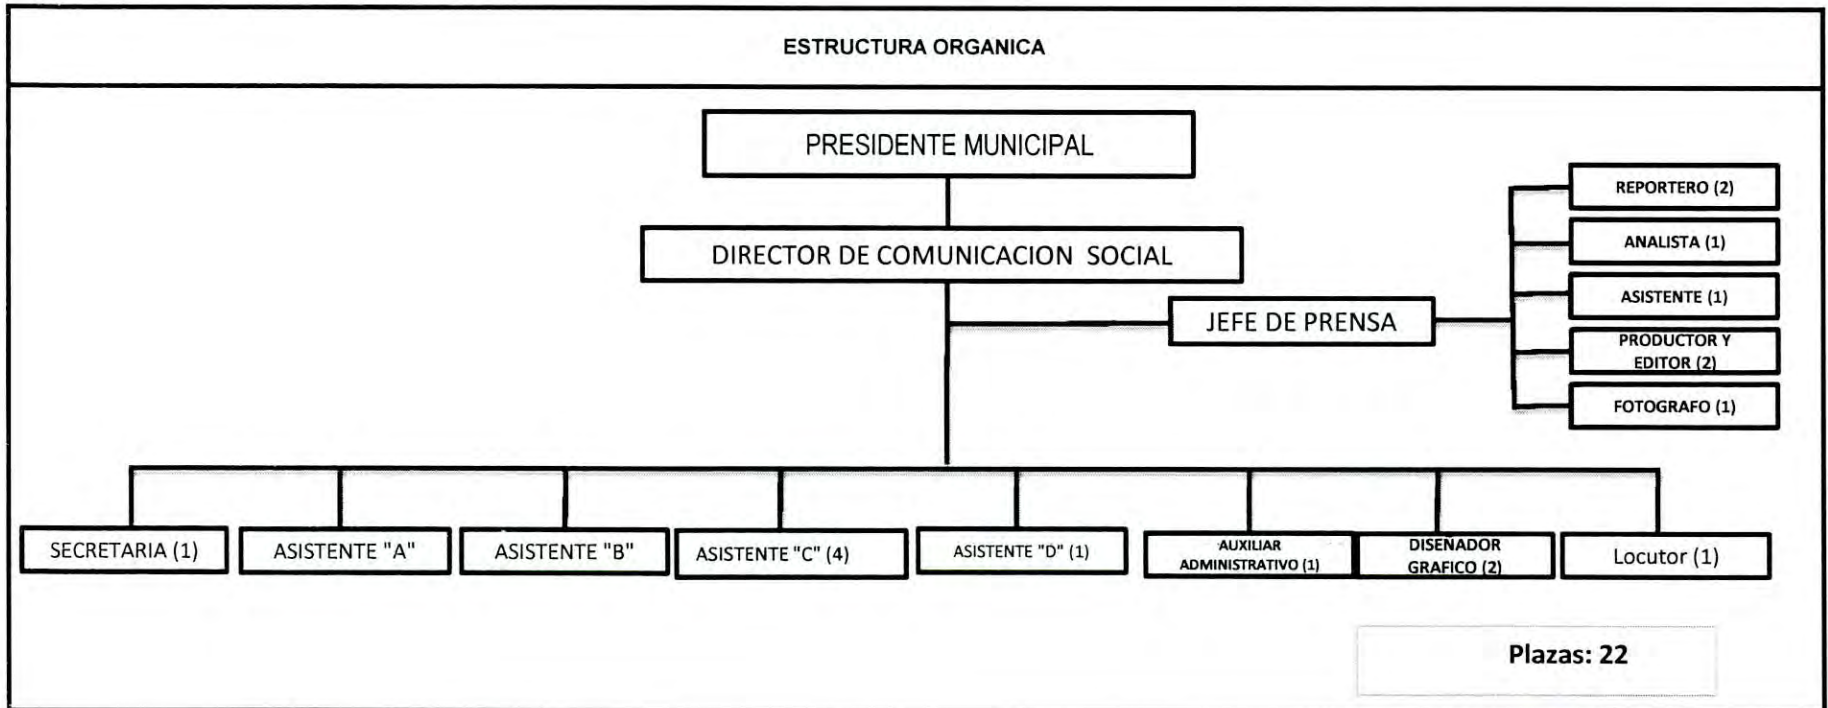 ESTRUCTURA ORGANICA
PRESIDENTE MUNICIPAL
DIRECTOR DE COMUNICACION SOCIAL
JEFE DE PRENSA
REPORTERO (2)
ANALISTA (1)
ASISTENTE (1)
PRODUCTOR Y
EDITOR (2)
FOTOGRAFO (1)
SECRETARIA (1)
ASISTENTE "A"
ASISTENTE "B"
ASISTENTE "C" (4)
ASISTENTE "D" (1)
AUXILIAR
ADMINISTRATIVO (1)
DISEÑADOR
GRAFICO (2)
Locutor (1)
Plazas: 22